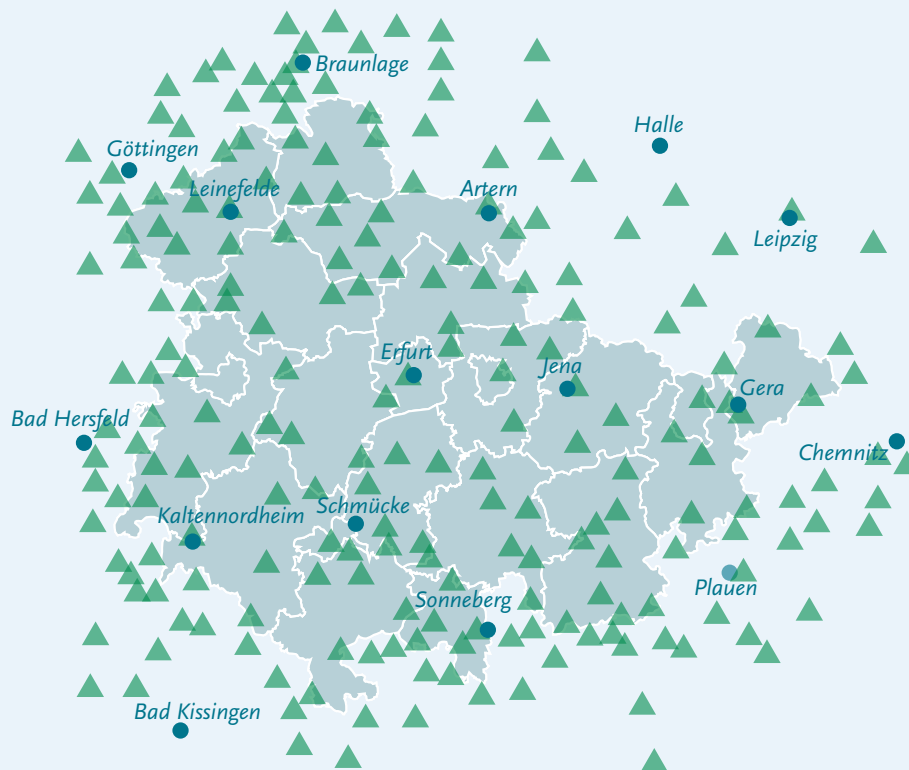 Braunlage
Halle
Göttingen
Leinefelde
Artern
Leipzig
Erfurt
Jena
Gera
Bad Hersfeld
Chemnitz
Schmücke
Kaltennordheim
Plauen
Sonneberg
Bad Kissingen